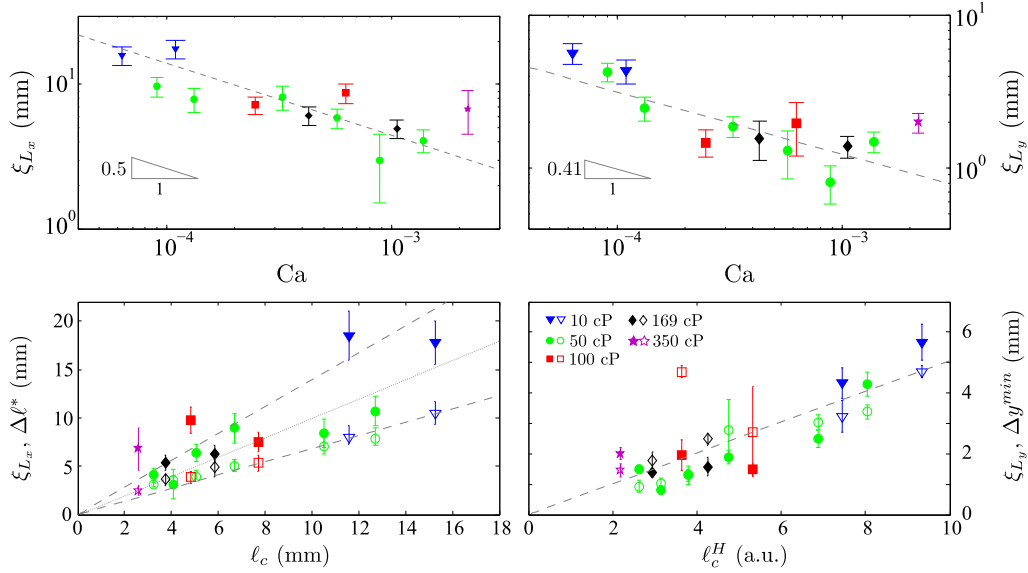 ξ_{L_x} (mm)
10^1
10^0
0.5
1
10^{-4}
10^{-3}
Ca
10^1
10^0
ξ_{L_y} (mm)
0.41
1
10^{-4}
10^{-3}
Ca
ξ_{L_x}, Δℓ* (mm)
20
15
10
5
0
0 2 4 6 8 10 12 14 16 18
ℓ_c (mm)
10 cP
50 cP
100 cP
169 cP
350 cP
6
4
2
0
ξ_{L_y}, Δy^{min} (mm)
0 2 4 6 8 10
ℓ_c^H (a.u.)